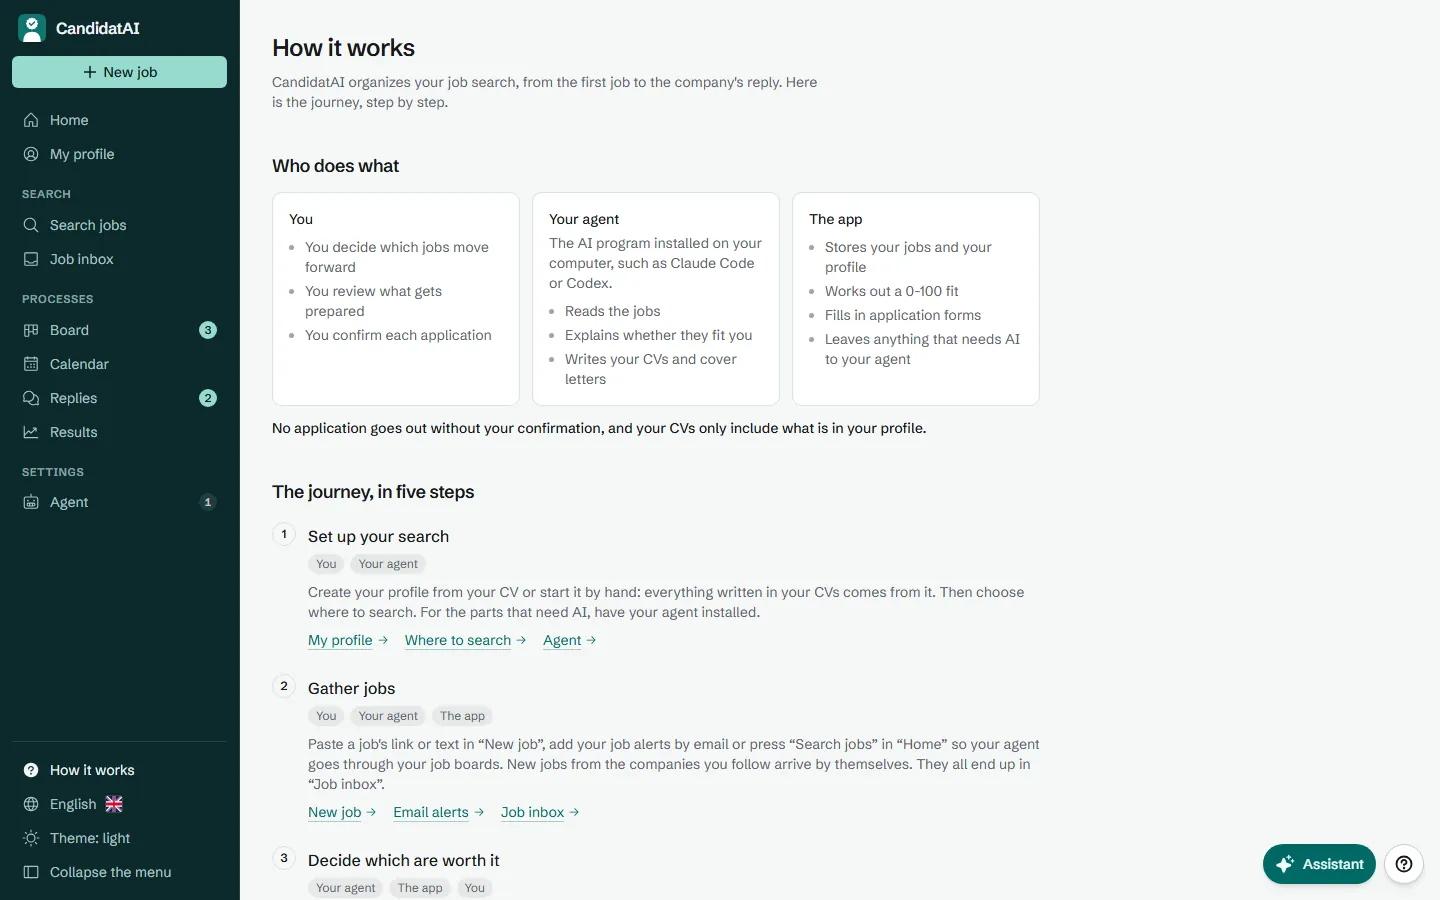 CandidatAI
+ New job
Home
My profile
SEARCH
Search jobs
Job inbox
PROCESSES
Board 3
Calendar
Replies 2
Results
SETTINGS
Agent 1
How it works
English
Theme: light
Collapse the menu
How it works
CandidatAI organizes your job search, from the first job to the company's reply. Here
is the journey, step by step.
Who does what
You
You decide which jobs move
forward
You review what gets
prepared
You confirm each application
Your agent
The AI program installed on your
computer, such as Claude Code
or Codex.
Reads the jobs
Explains whether they fit you
Writes your CVs and cover
letters
The app
Stores your jobs and your
profile
Works out a 0-100 fit
Fills in application forms
Leaves anything that needs AI
to your agent
No application goes out without your confirmation, and your CVs only include what is in your profile.
The journey, in five steps
1 Set up your search
You Your agent
Create your profile from your CV or start it by hand: everything written in your CVs comes from it. Then choose
where to search. For the parts that need AI, have your agent installed.
My profile → Where to search → Agent →
2 Gather jobs
You Your agent The app
Paste a job's link or text in “New job”, add your job alerts by email or press “Search jobs” in “Home” so your agent
goes through your job boards. New jobs from the companies you follow arrive by themselves. They all end up in
“Job inbox”.
New job → Email alerts → Job inbox →
3 Decide which are worth it
Your agent The app You
Assistant